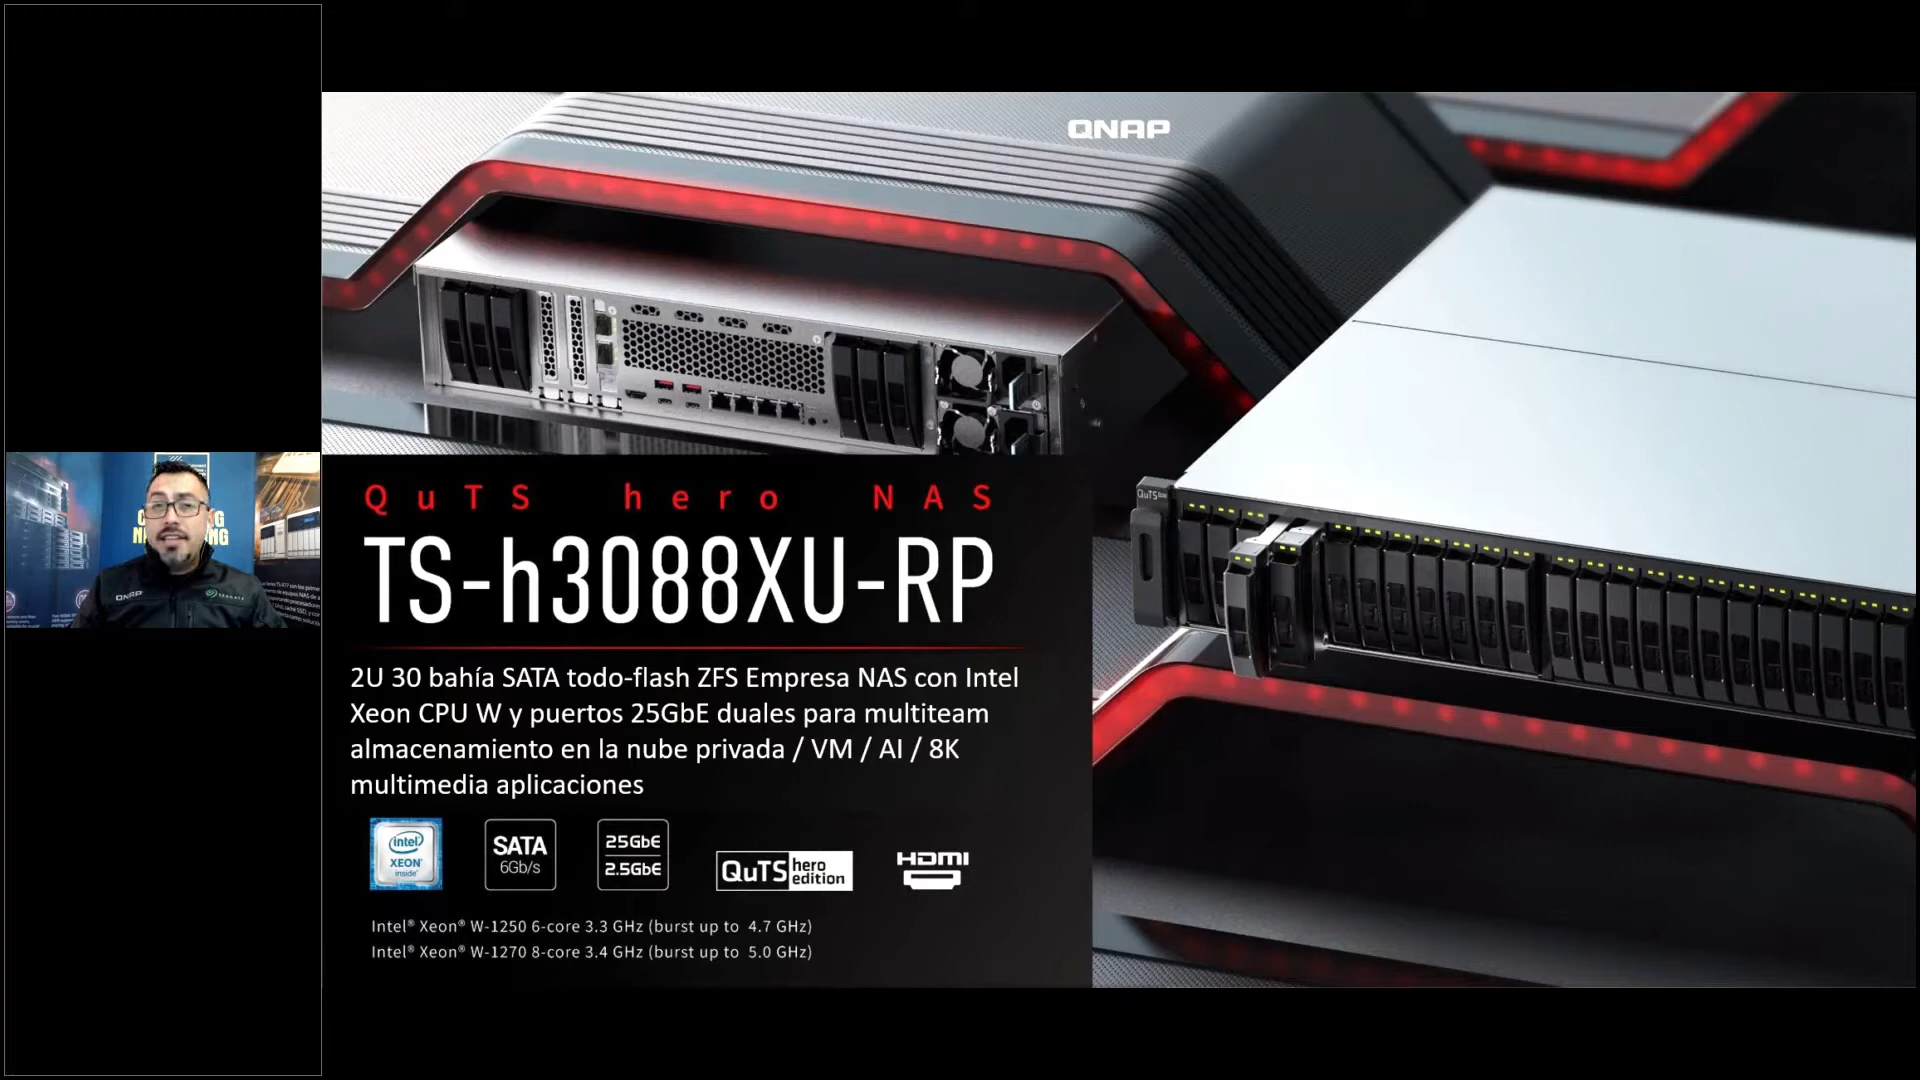 QNAP
QuTS hero NAS
TS-h3088XU-RP
2U 30 bahía SATA todo-flash ZFS Empresa NAS con Intel
Xeon CPU W y puertos 25GbE duales para multiteam
almacenamiento en la nube privada / VM / AI / 8K
multimedia aplicaciones
intel
XEON
inside
SATA
6Gb/s
25GbE
2.5GbE
QuTS hero edition
HDMI
Intel® Xeon® W-1250 6-core 3.3 GHz (burst up to 4.7 GHz)
Intel® Xeon® W-1270 8-core 3.4 GHz (burst up to 5.0 GHz)
QuTS
QNAP
SEAGATE